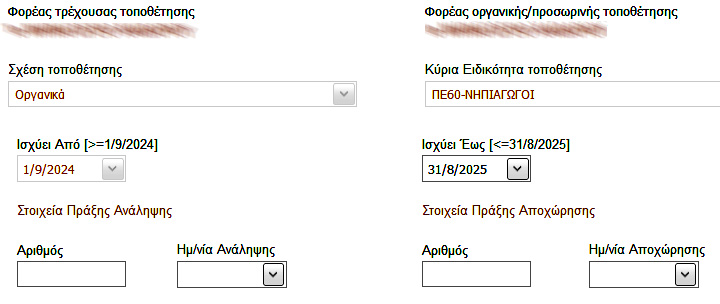 Φορέας τρέχουσας τοποθέτησης
Φορέας οργανικής/προσωρινής τοποθέτησης
Σχέση τοποθέτησης
Κύρια Ειδικότητα τοποθέτησης
Οργανικά
ΠΕ60-ΝΗΠΙΑΓΩΓΟΙ
Ισχύει Από [>=1/9/2024]
Ισχύει Έως [<=31/8/2025]
1/9/2024
31/8/2025
Στοιχεία Πράξης Ανάληψης
Στοιχεία Πράξης Αποχώρησης
Αριθμός
Ημ/νία Ανάληψης
Αριθμός
Ημ/νία Αποχώρησης